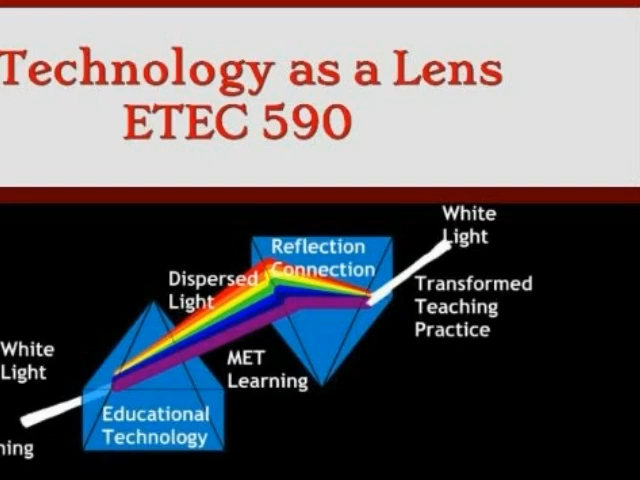 Technology as a Lens
ETEC 590
White
Light
Reflection
Connection
Dispersed
Light
Transformed
Teaching
Practice
White
Light
MET
Learning
Educational
Technology